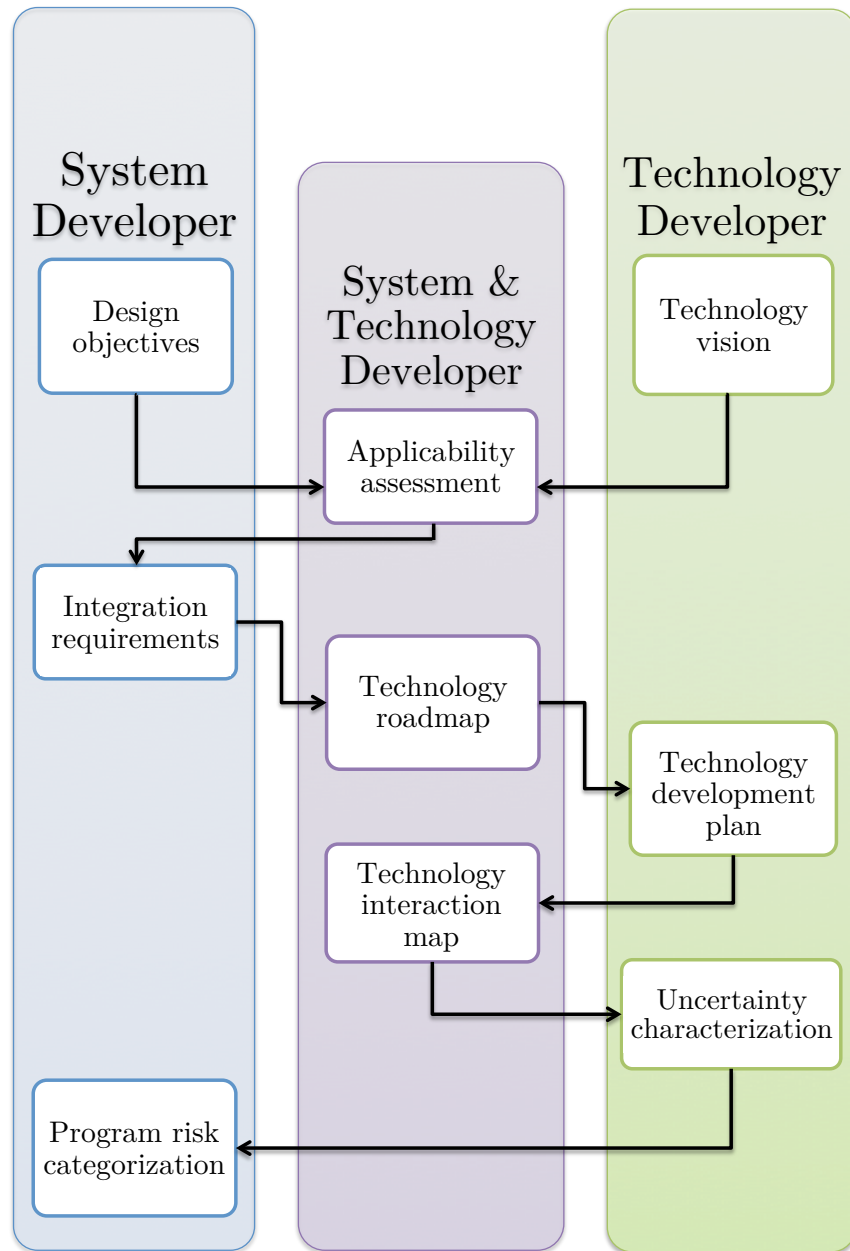 System
Developer
Design
objectives
Integration
requirements
Program risk
categorization
System &
Technology
Developer
Applicability
assessment
Technology
roadmap
Technology
interaction
map
Technology
Developer
Technology
vision
Technology
development
plan
Uncertainty
characterization